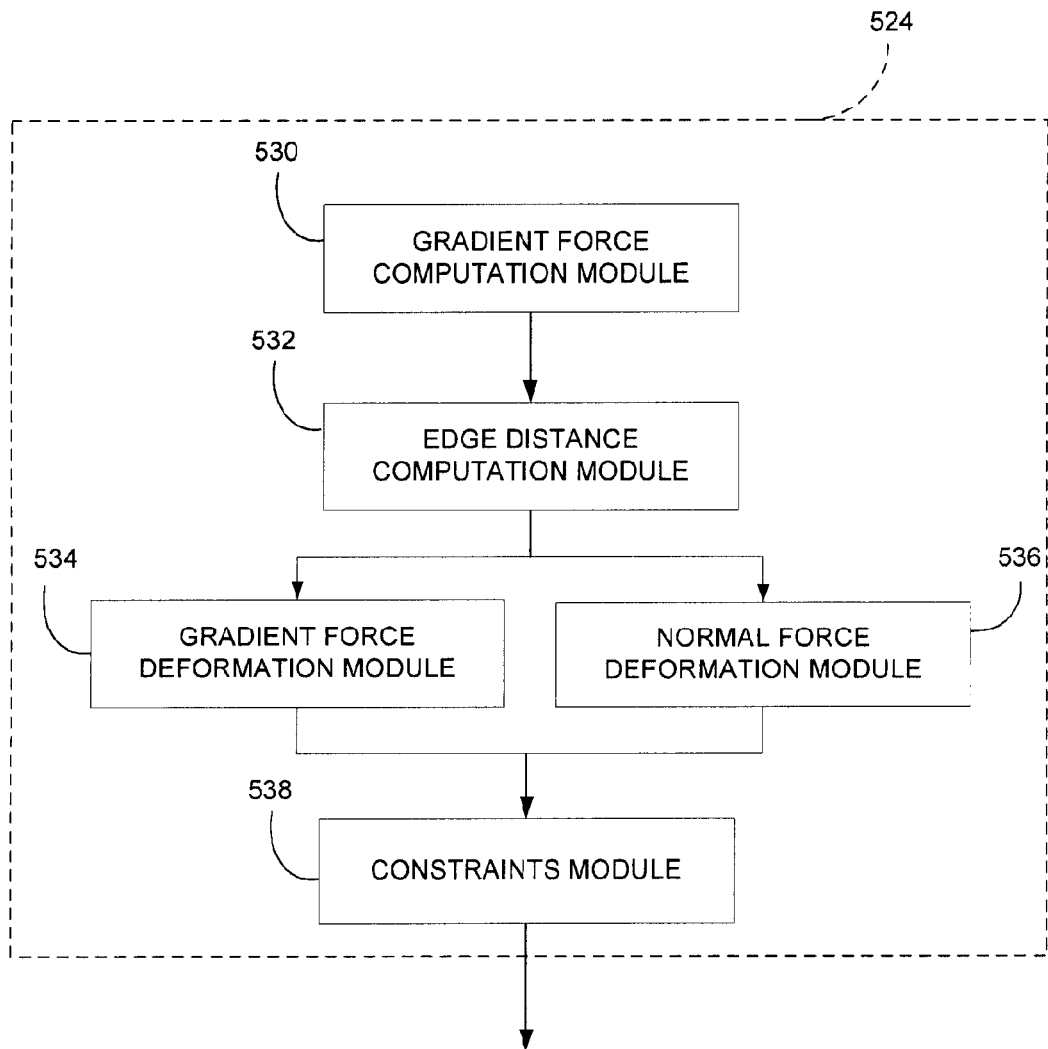 524
530
GRADIENT FORCE
COMPUTATION MODULE
532
EDGE DISTANCE
COMPUTATION MODULE
534
GRADIENT FORCE
DEFORMATION MODULE
536
NORMAL FORCE
DEFORMATION MODULE
538
CONSTRAINTS MODULE